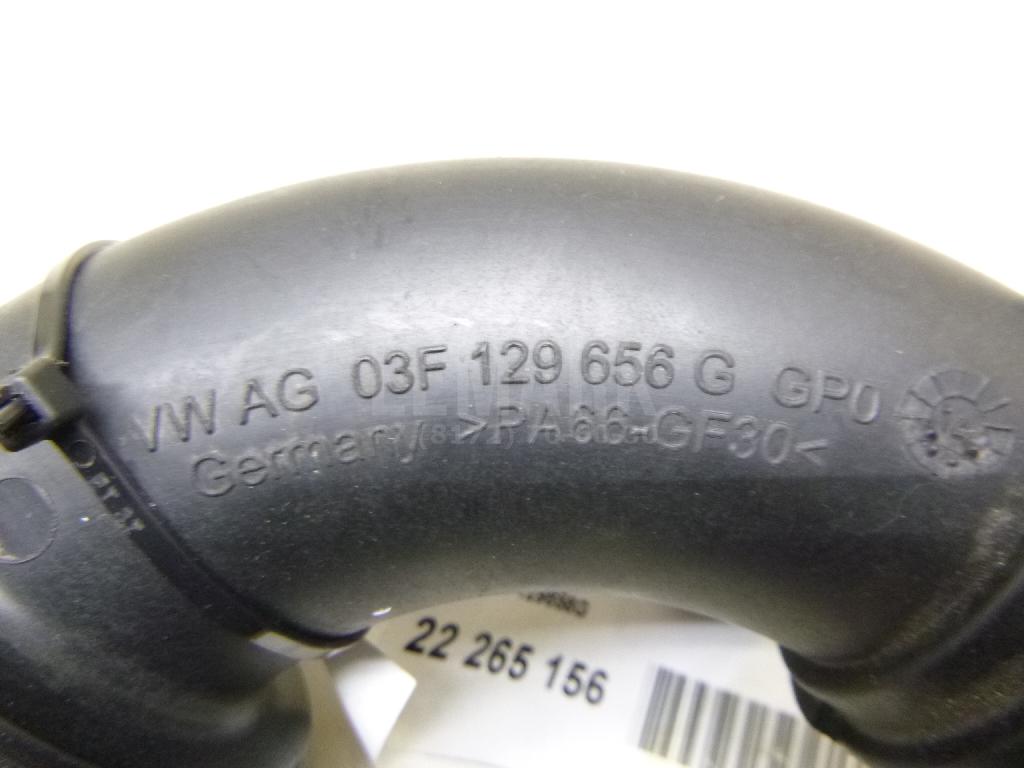 VW AG 03F 129 656 G GP0
Germany >PA66-GF30<
22 265 156